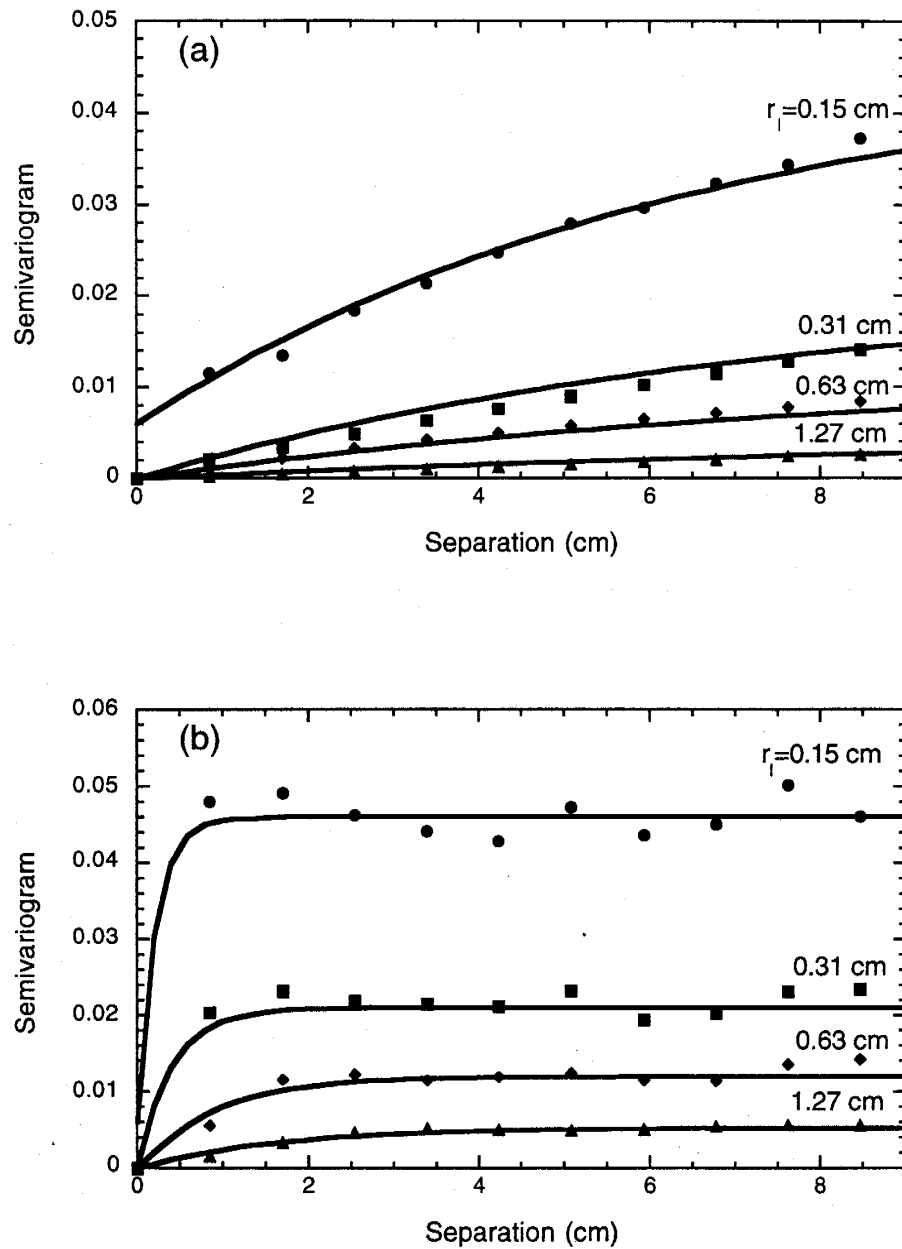 0.05
(a)
r_l=0.15 cm
0.04
0.03
Semivariogram
0.02
0.31 cm
0.01
0.63 cm
1.27 cm
0
0 2 4 6 8
Separation (cm)
0.06
(b)
r_l=0.15 cm
0.05
0.04
Semivariogram
0.03
0.31 cm
0.02
0.63 cm
0.01
1.27 cm
0
0 2 4 6 8
Separation (cm)